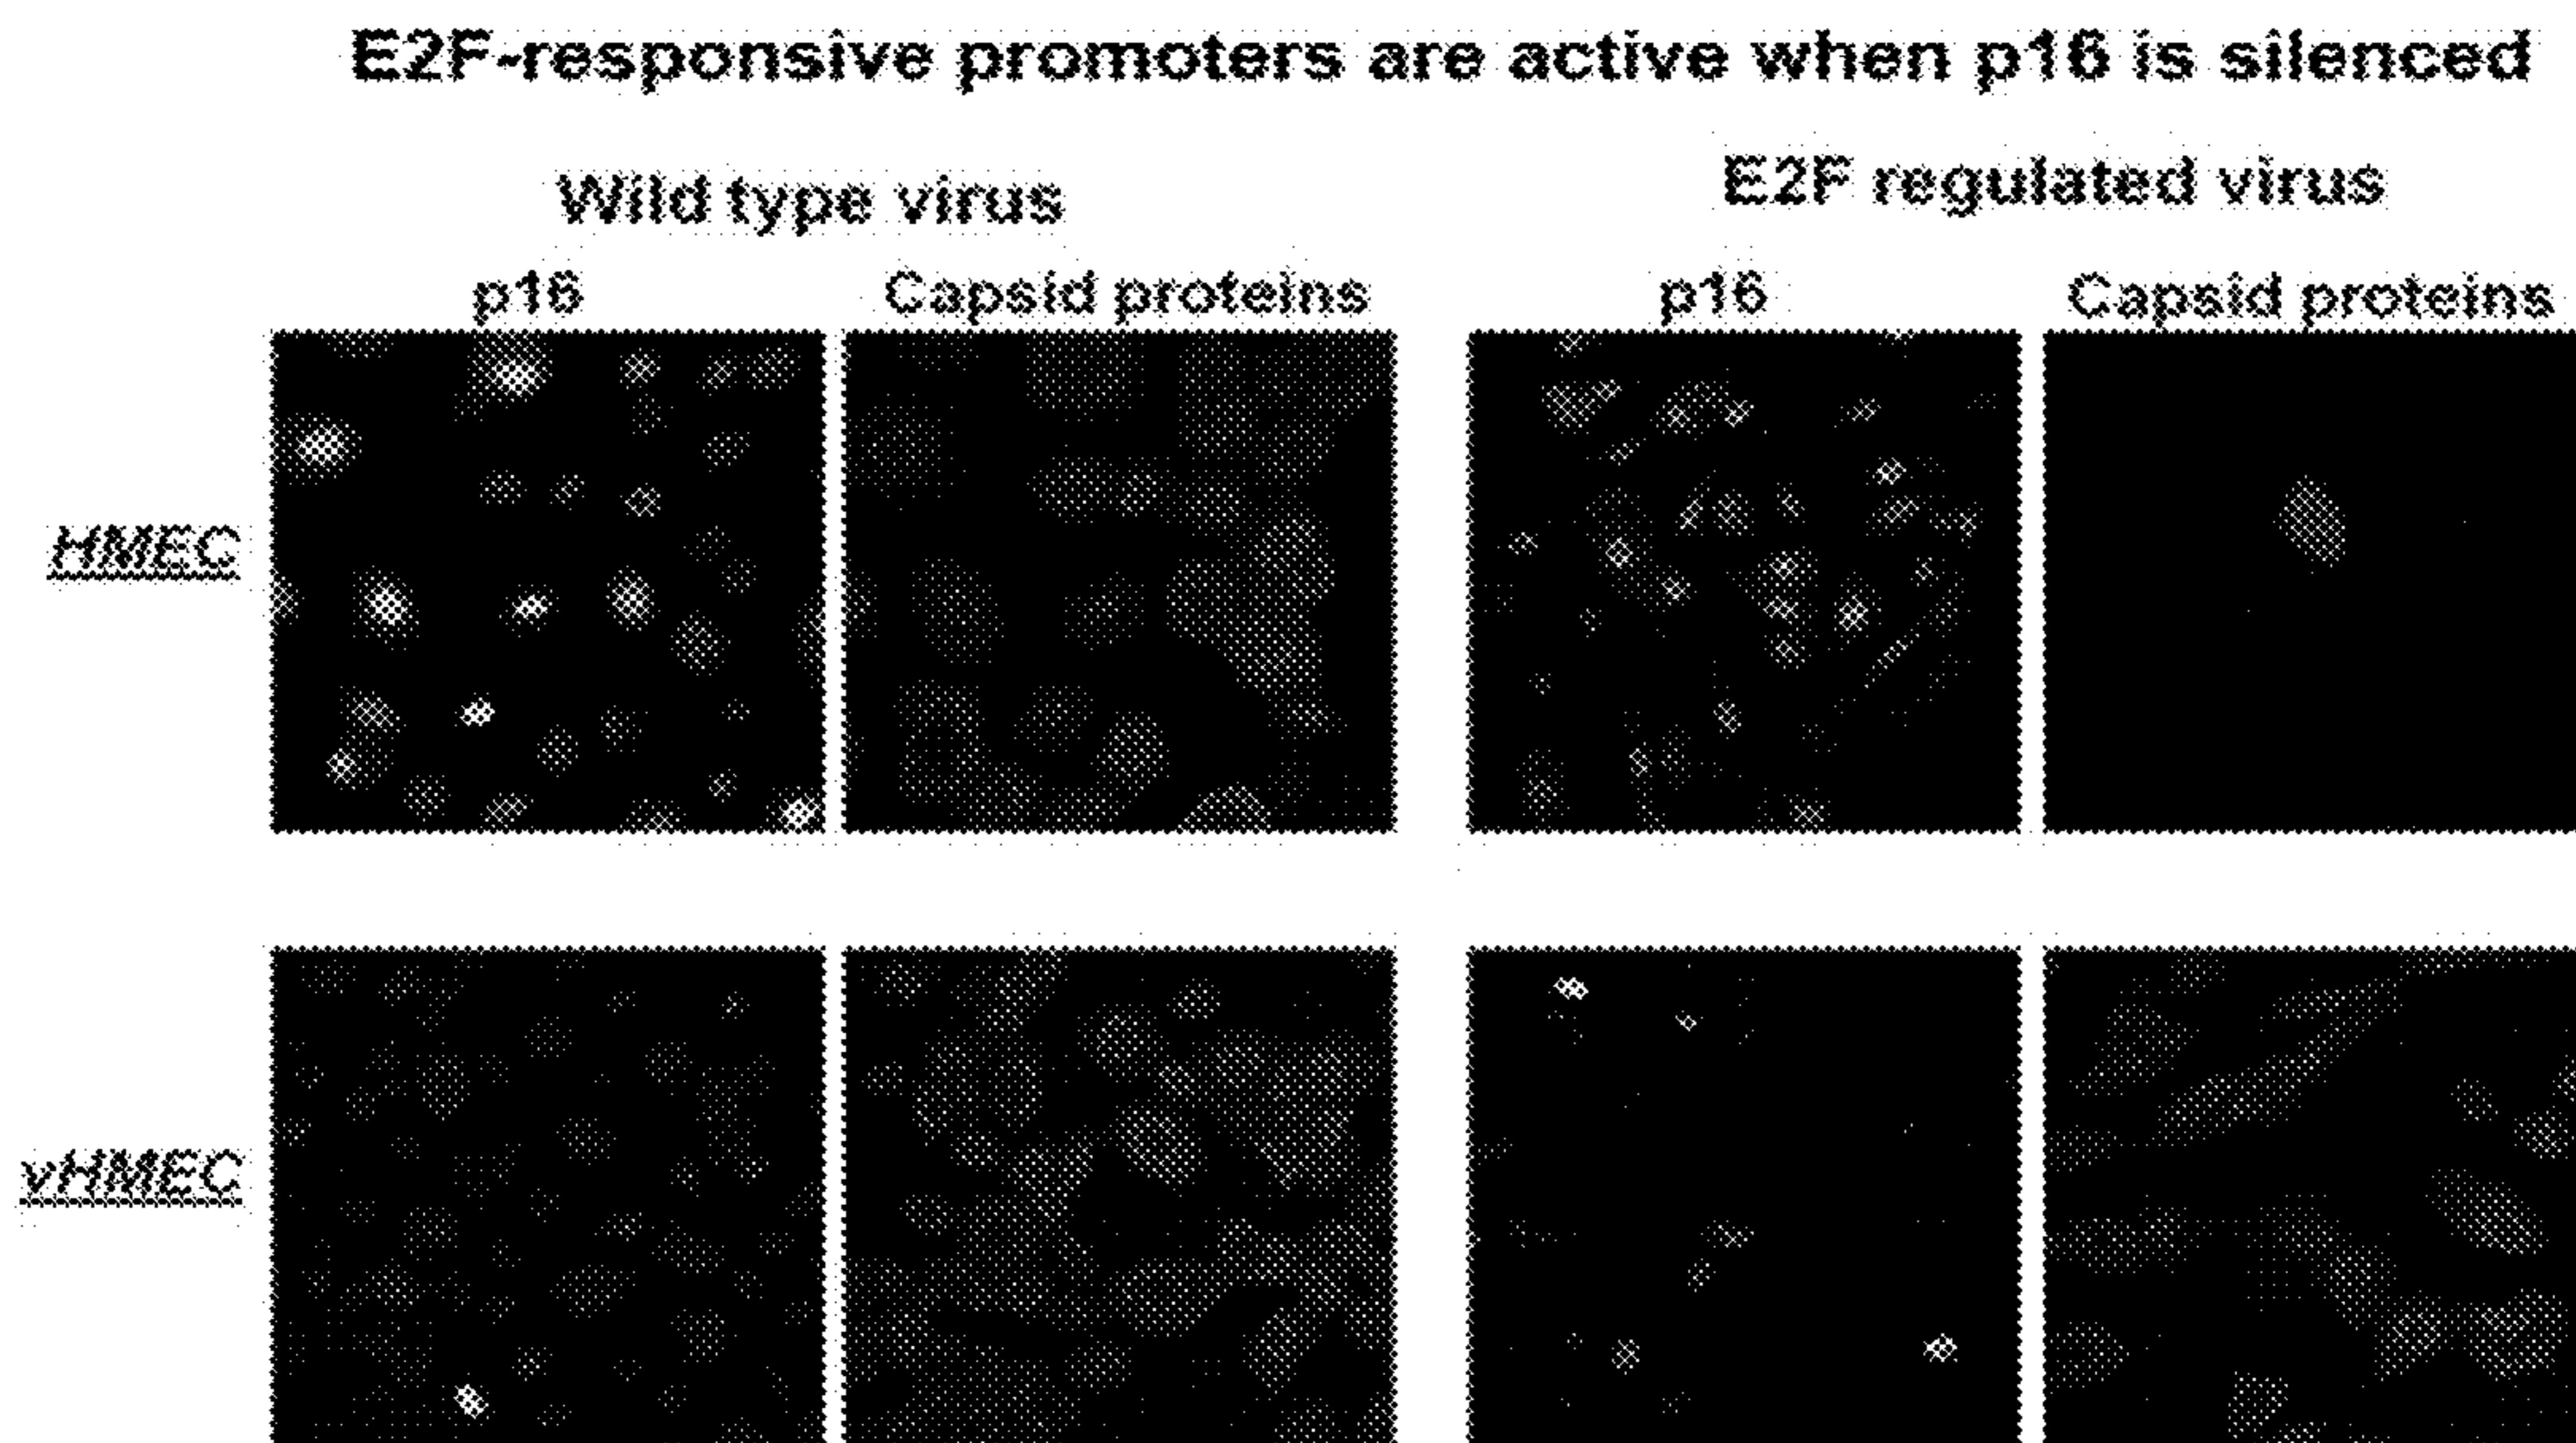 E2F-responsive promoters are active when p16 is silenced
Wild type virus
E2F regulated virus
p16
Capsid proteins
p16
Capsid proteins
HMEC
vHMEC